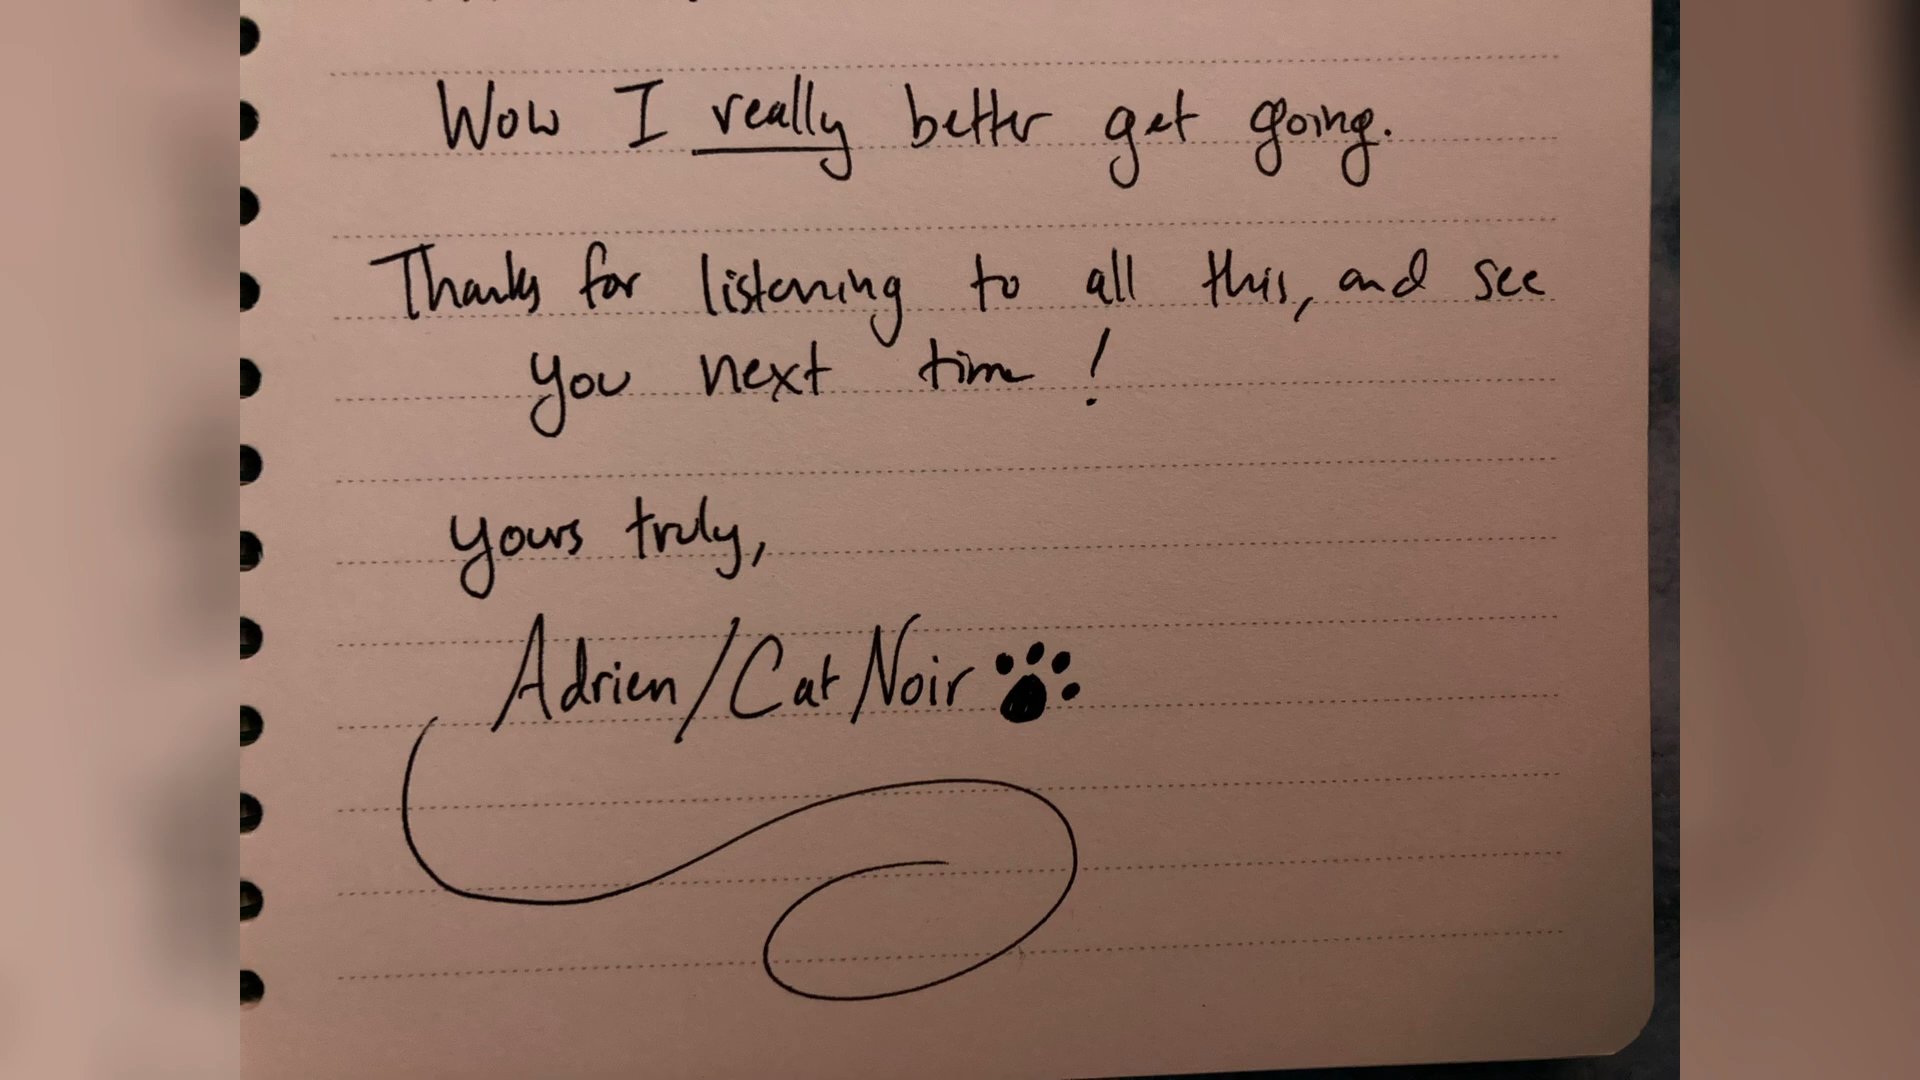 Wow I really better get going.
Thanks for listening to all this, and see
you next time!
yours truly,
Adrien/Cat Noir